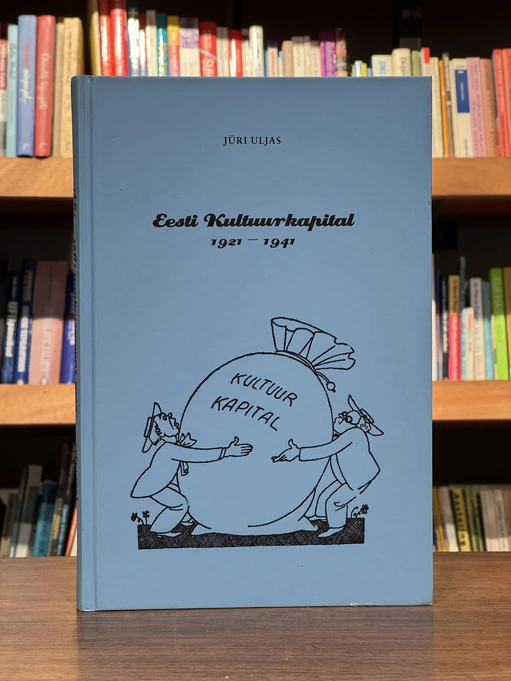 JÜRI ULJAS
Eesti Kultuurkapital
1921 — 1941
KULTUUR
KAPITAL